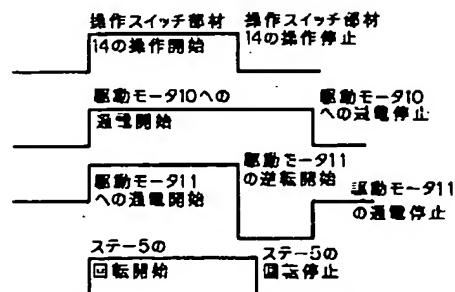 操作スイッチ部材
14の操作開始
操作スイッチ部材
14の操作停止
駆動モータ10への
通電開始
駆動モータ10
への通電停止
駆動モータ11
への通電開始
駆動モータ11
の逆転開始
駆動モータ11
の通電停止
ステー5の
回転開始
ステー5の
回転停止